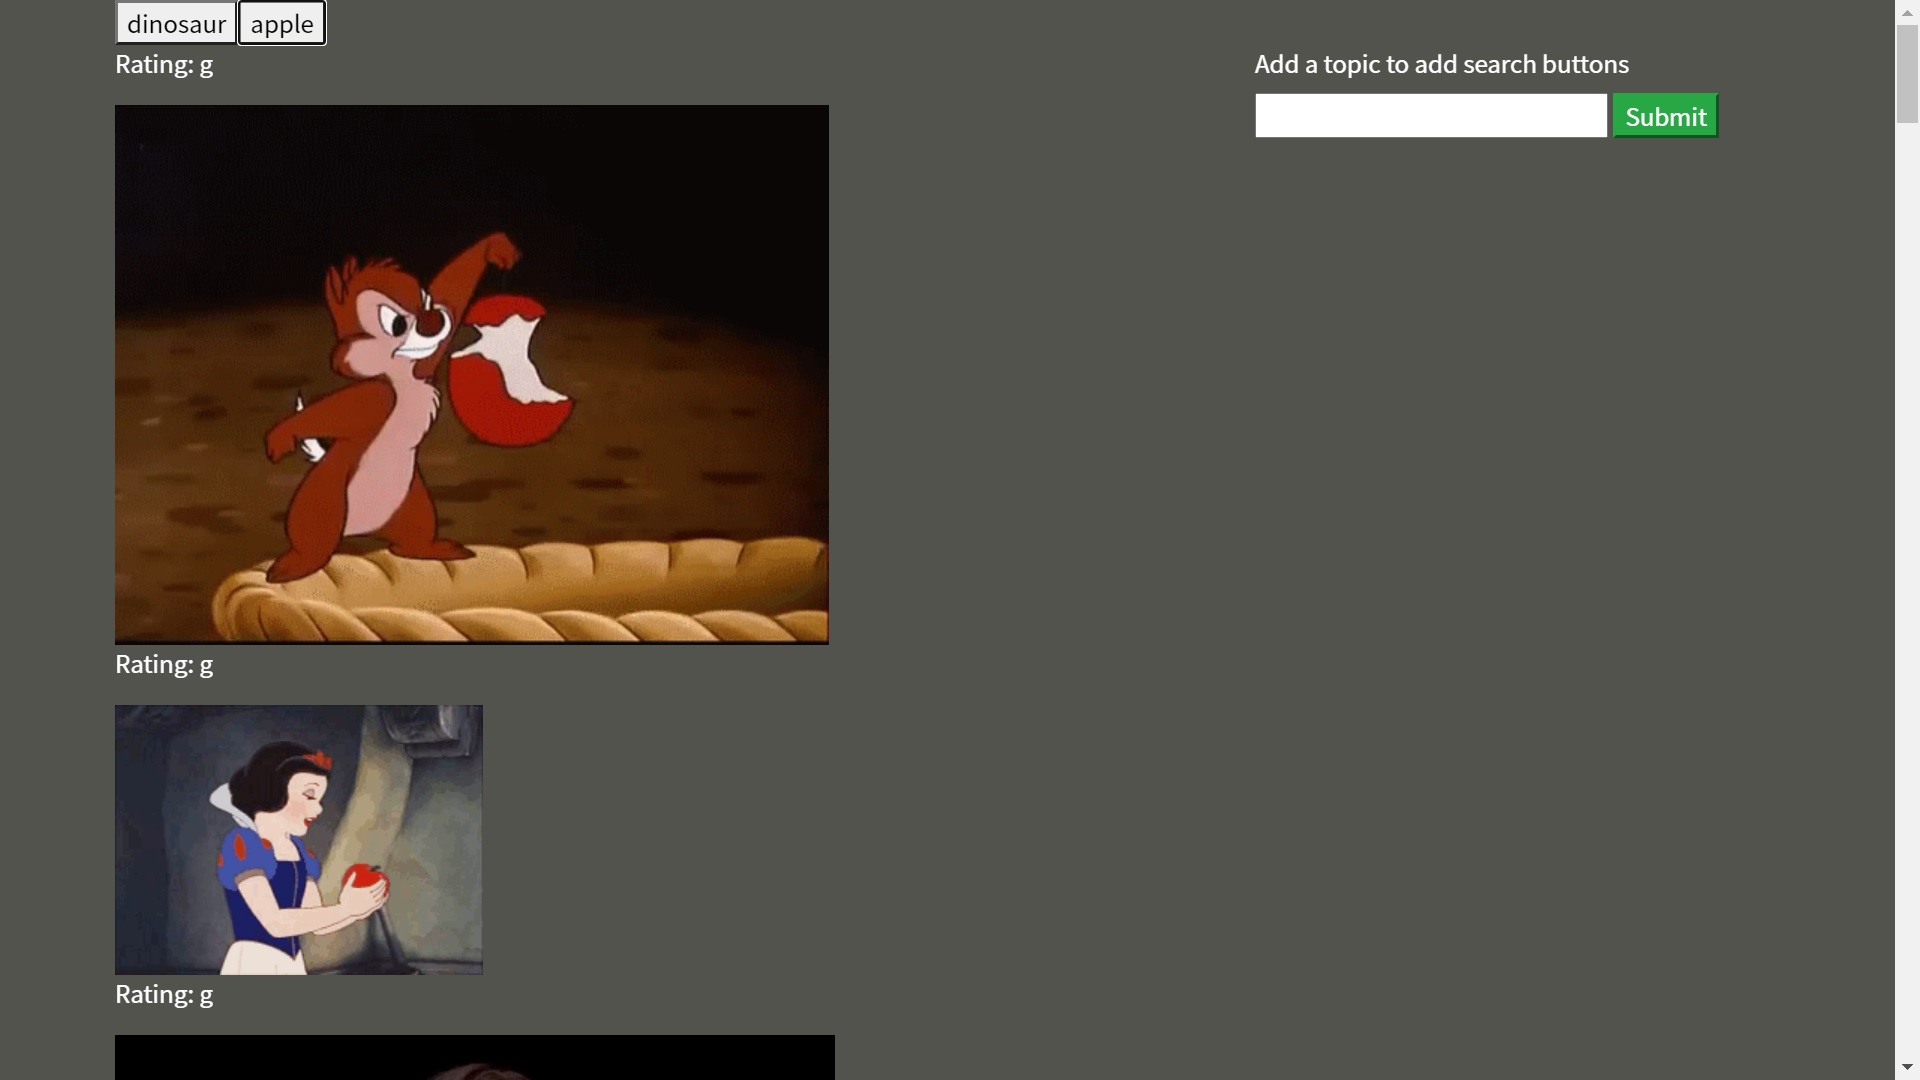 dinosaur apple
Rating: g
Add a topic to add search buttons
Submit
Rating: g
Rating: g